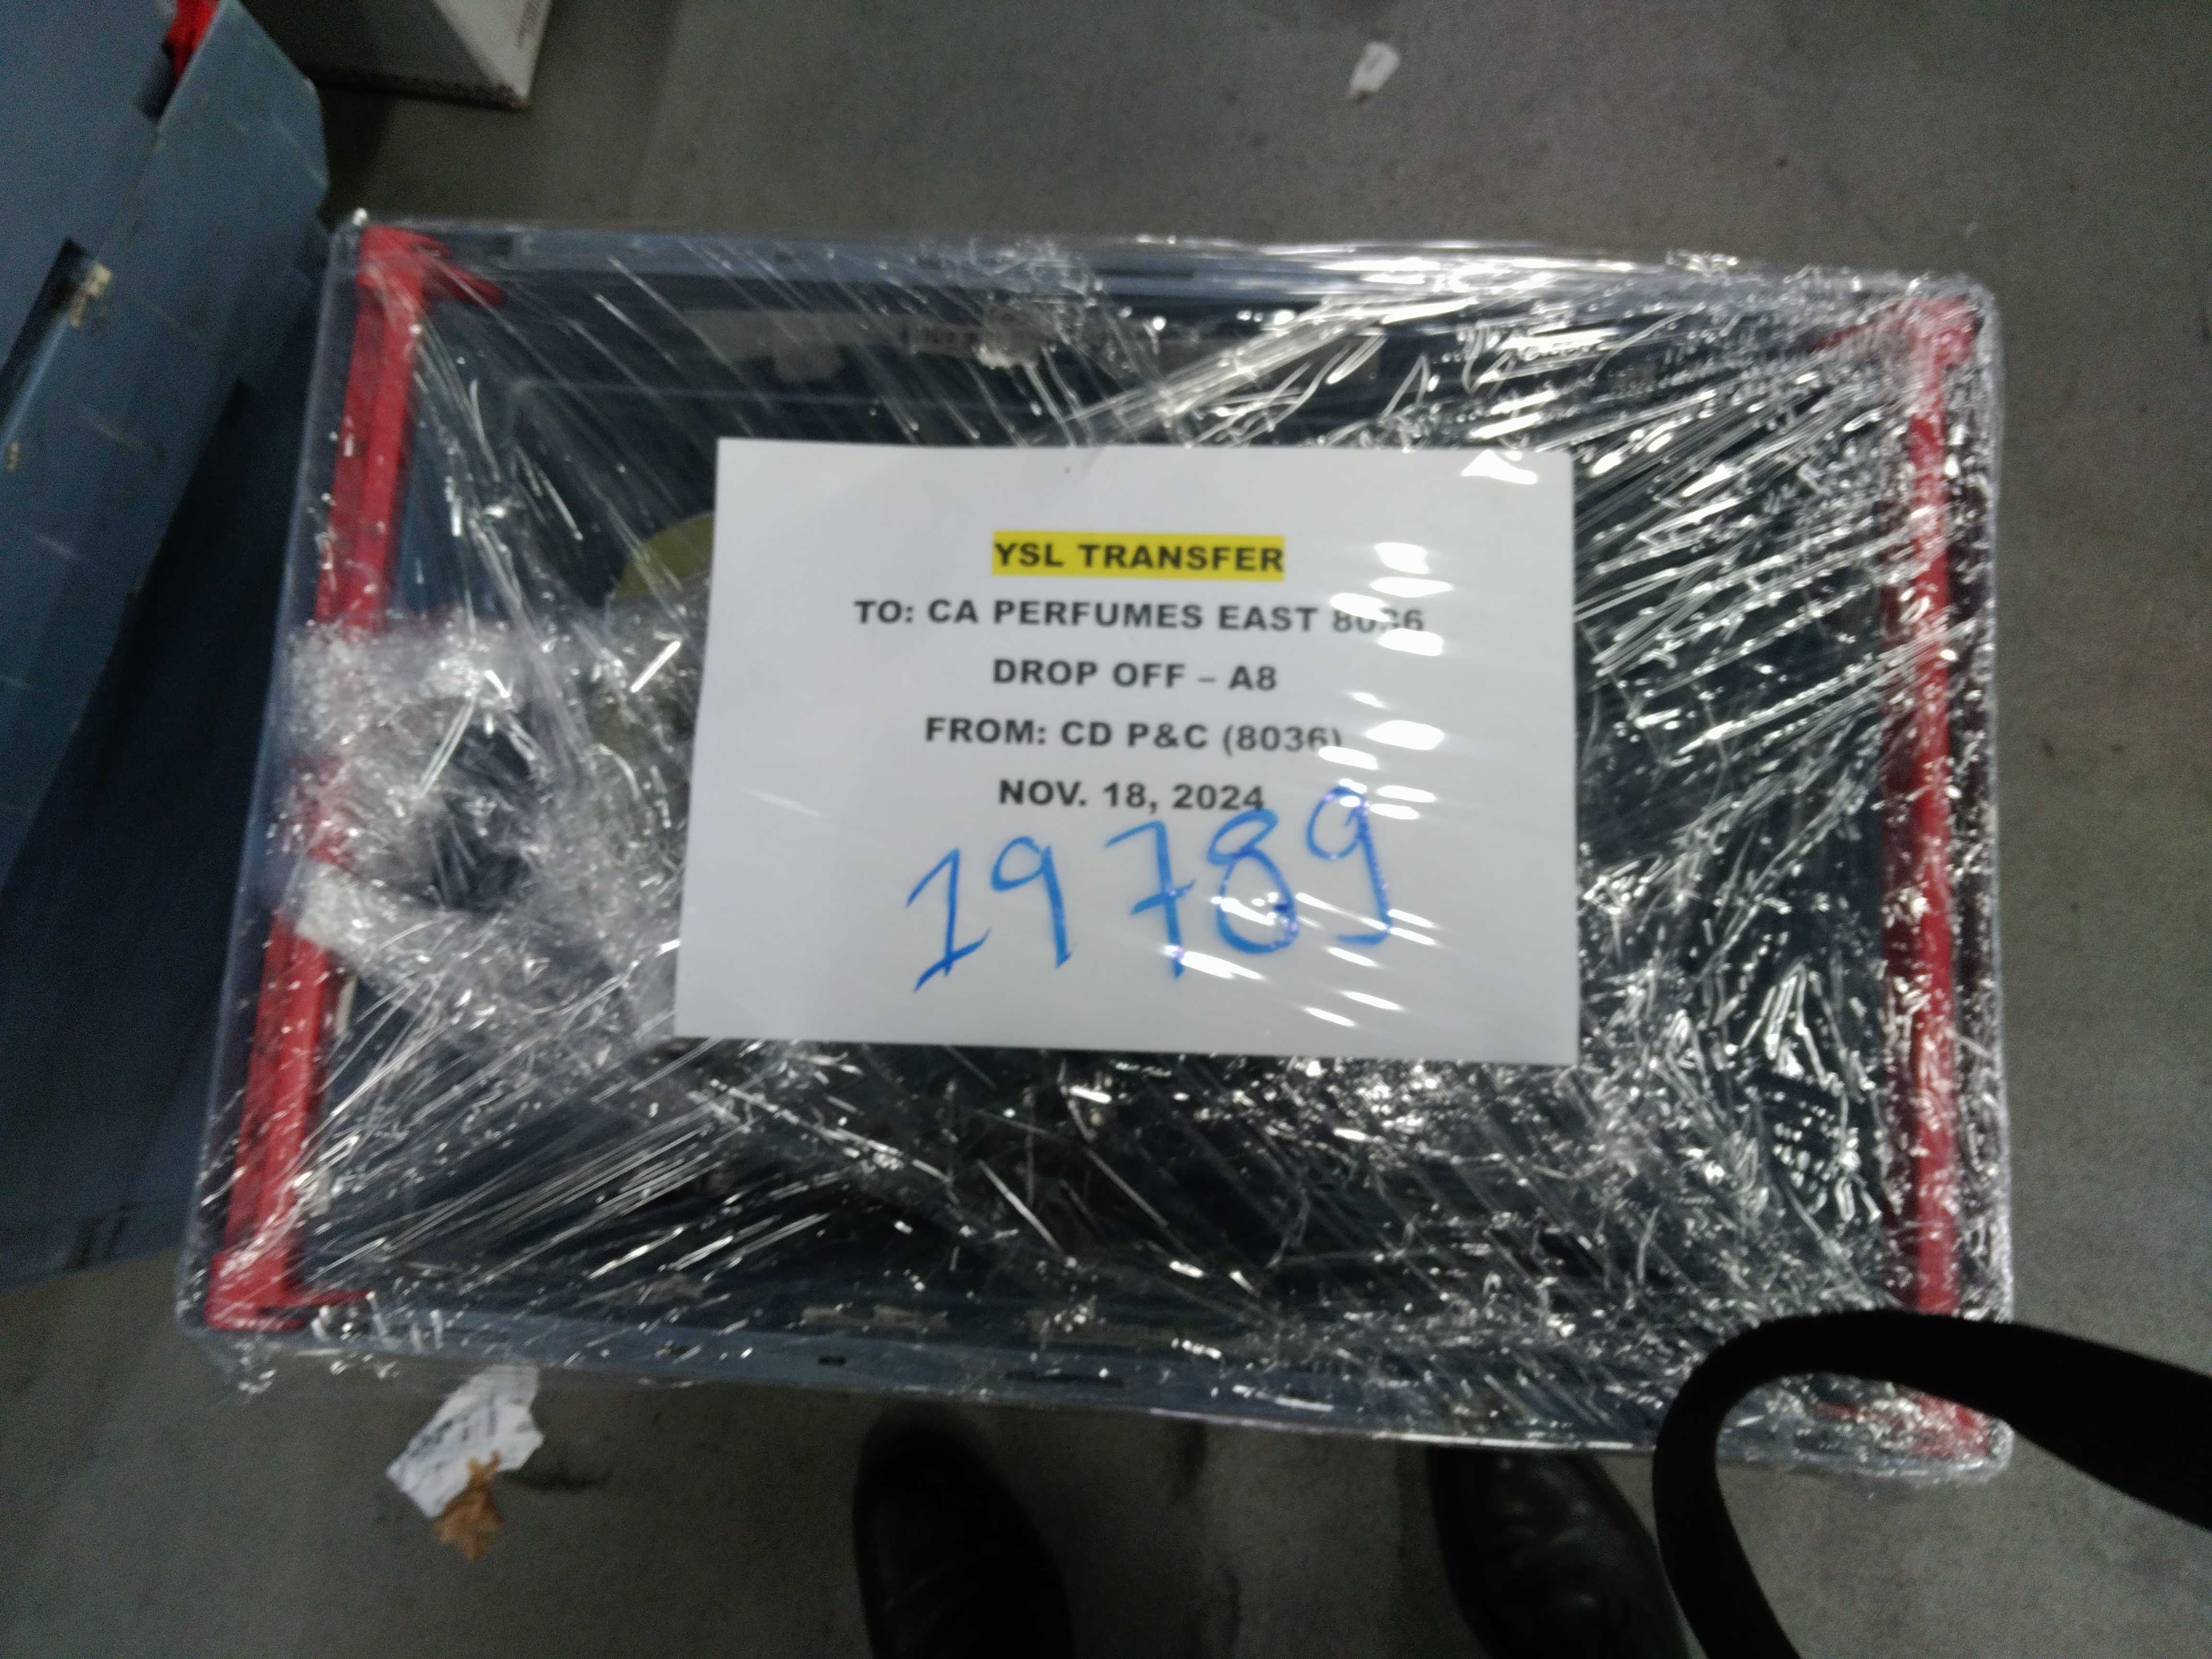 YSL TRANSFER
TO: CA PERFUMES EAST 8036
DROP OFF – A8
FROM: CD P&C (8036)
NOV. 18, 2024
19789